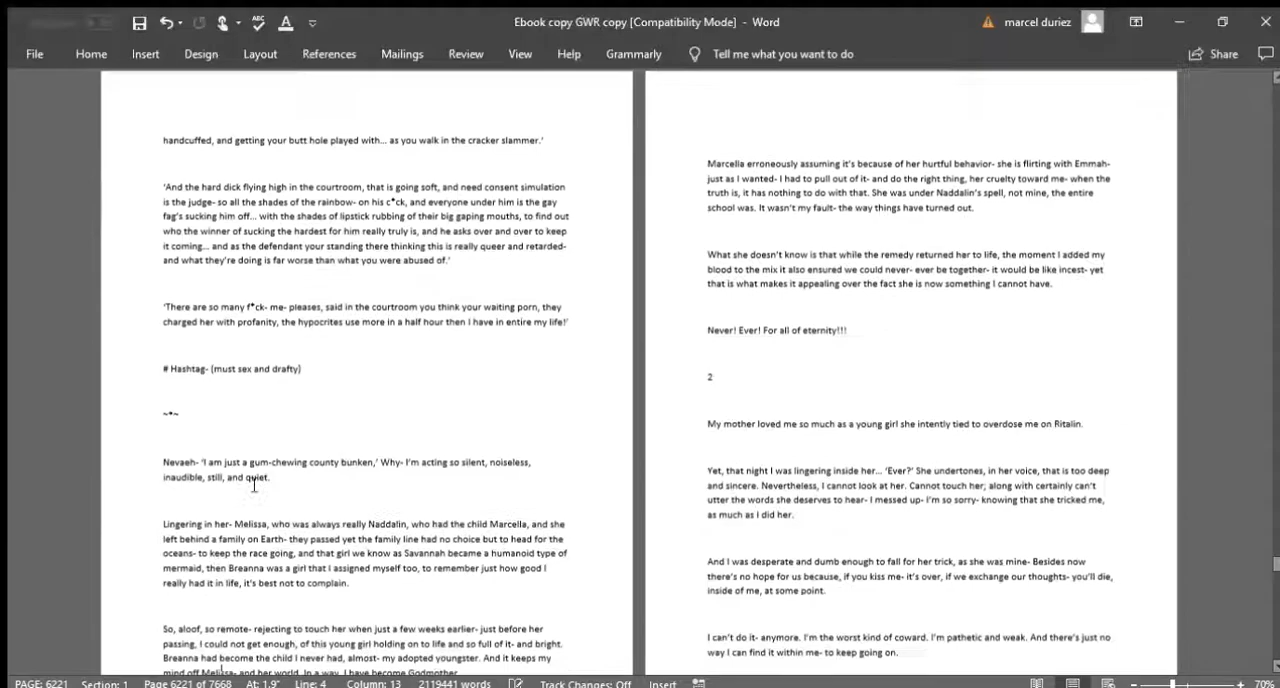 Ebook copy GWR copy [Compatibility Mode] - Word
marcel duriez
File Home Insert Design Layout References Mailings Review View Help Grammarly Tell me what you want to do Share
handcuffed, and getting your butt hole played with... as you walk in the cracker slammer.'
'And the hard dick flying high in the courtroom, that is going soft, and need consent simulation
is the judge- so all the shades of the rainbow- on his c*ck, and everyone under him is the gay
fag's sucking him off... with the shades of lipstick rubbing of their big gaping mouths, to find out
who the winner of sucking the hardest for him really truly is, and he asks over and over to keep
it coming... and as the defendant your standing there thinking this is really queer and retarded-
and what they're doing is far worse than what you were abused of.'
'There are so many f*ck- me- pleases, said in the courtroom you think your waiting porn, they
charged her with profanity, the hypocrites use more in a half hour then I have in entire my life!'
# Hashtag- (must sex and drafty)
~*~
Nevaeh- 'I am just a gum-chewing county bunken,' Why- I'm acting so silent, noiseless,
inaudible, still, and quiet.
Lingering in her- Melissa, who was always really Naddalin, who had the child Marcella, and she
left behind a family on Earth- they passed yet the family line had no choice but to head for the
oceans- to keep the race going, and that girl we know as Savannah became a humanoid type of
mermaid, then Breanna was a girl that I assigned myself too, to remember just how good I
really had it in life, it's best not to complain.
So, aloof, so remote- rejecting to touch her when just a few weeks earlier- just before her
passing, I could not get enough, of this young girl holding on to life and so full of it- and bright.
Breanna had become the child I never had, almost- my adopted youngster. And it keeps my
mind off Melissa- and her world. In a way, I have become Godmother
Marcella erroneously assuming it's because of her hurtful behavior- she is flirting with Emmah-
just as I wanted- I had to pull out of it- and do the right thing, her cruelty toward me- when the
truth is, it has nothing to do with that. She was under Naddalin's spell, not mine, the entire
school was. It wasn't my fault- the way things have turned out.
What she doesn't know is that while the remedy returned her to life, the moment I added my
blood to the mix it also ensured we could never- ever be together- it would be like incest- yet
that is what makes it appealing over the fact she is now something I cannot have.
Never! Ever! For all of eternity!!!
2
My mother loved me so much as a young girl she intently tied to overdose me on Ritalin.
Yet, that night I was lingering inside her... 'Ever?' She undertones, in her voice, that is too deep
and sincere. Nevertheless, I cannot look at her. Cannot touch her; along with certainly can't
utter the words she deserves to hear- I messed up- I'm so sorry- knowing that she tricked me,
as much as I did her.
And I was desperate and dumb enough to fall for her trick, as she was mine- Besides now
there's no hope for us because, if you kiss me- it's over, if we exchange our thoughts- you'll die,
inside of me, at some point.
I can't do it- anymore. I'm the worst kind of coward. I'm pathetic and weak. And there's just no
way I can find it within me- to keep going on.
PAGE: 6221 Section: 1 Page 6221 of 7668 At: 1.9" Line: 4 Column: 13 2119441 words Track Changes: Off Insert 70%